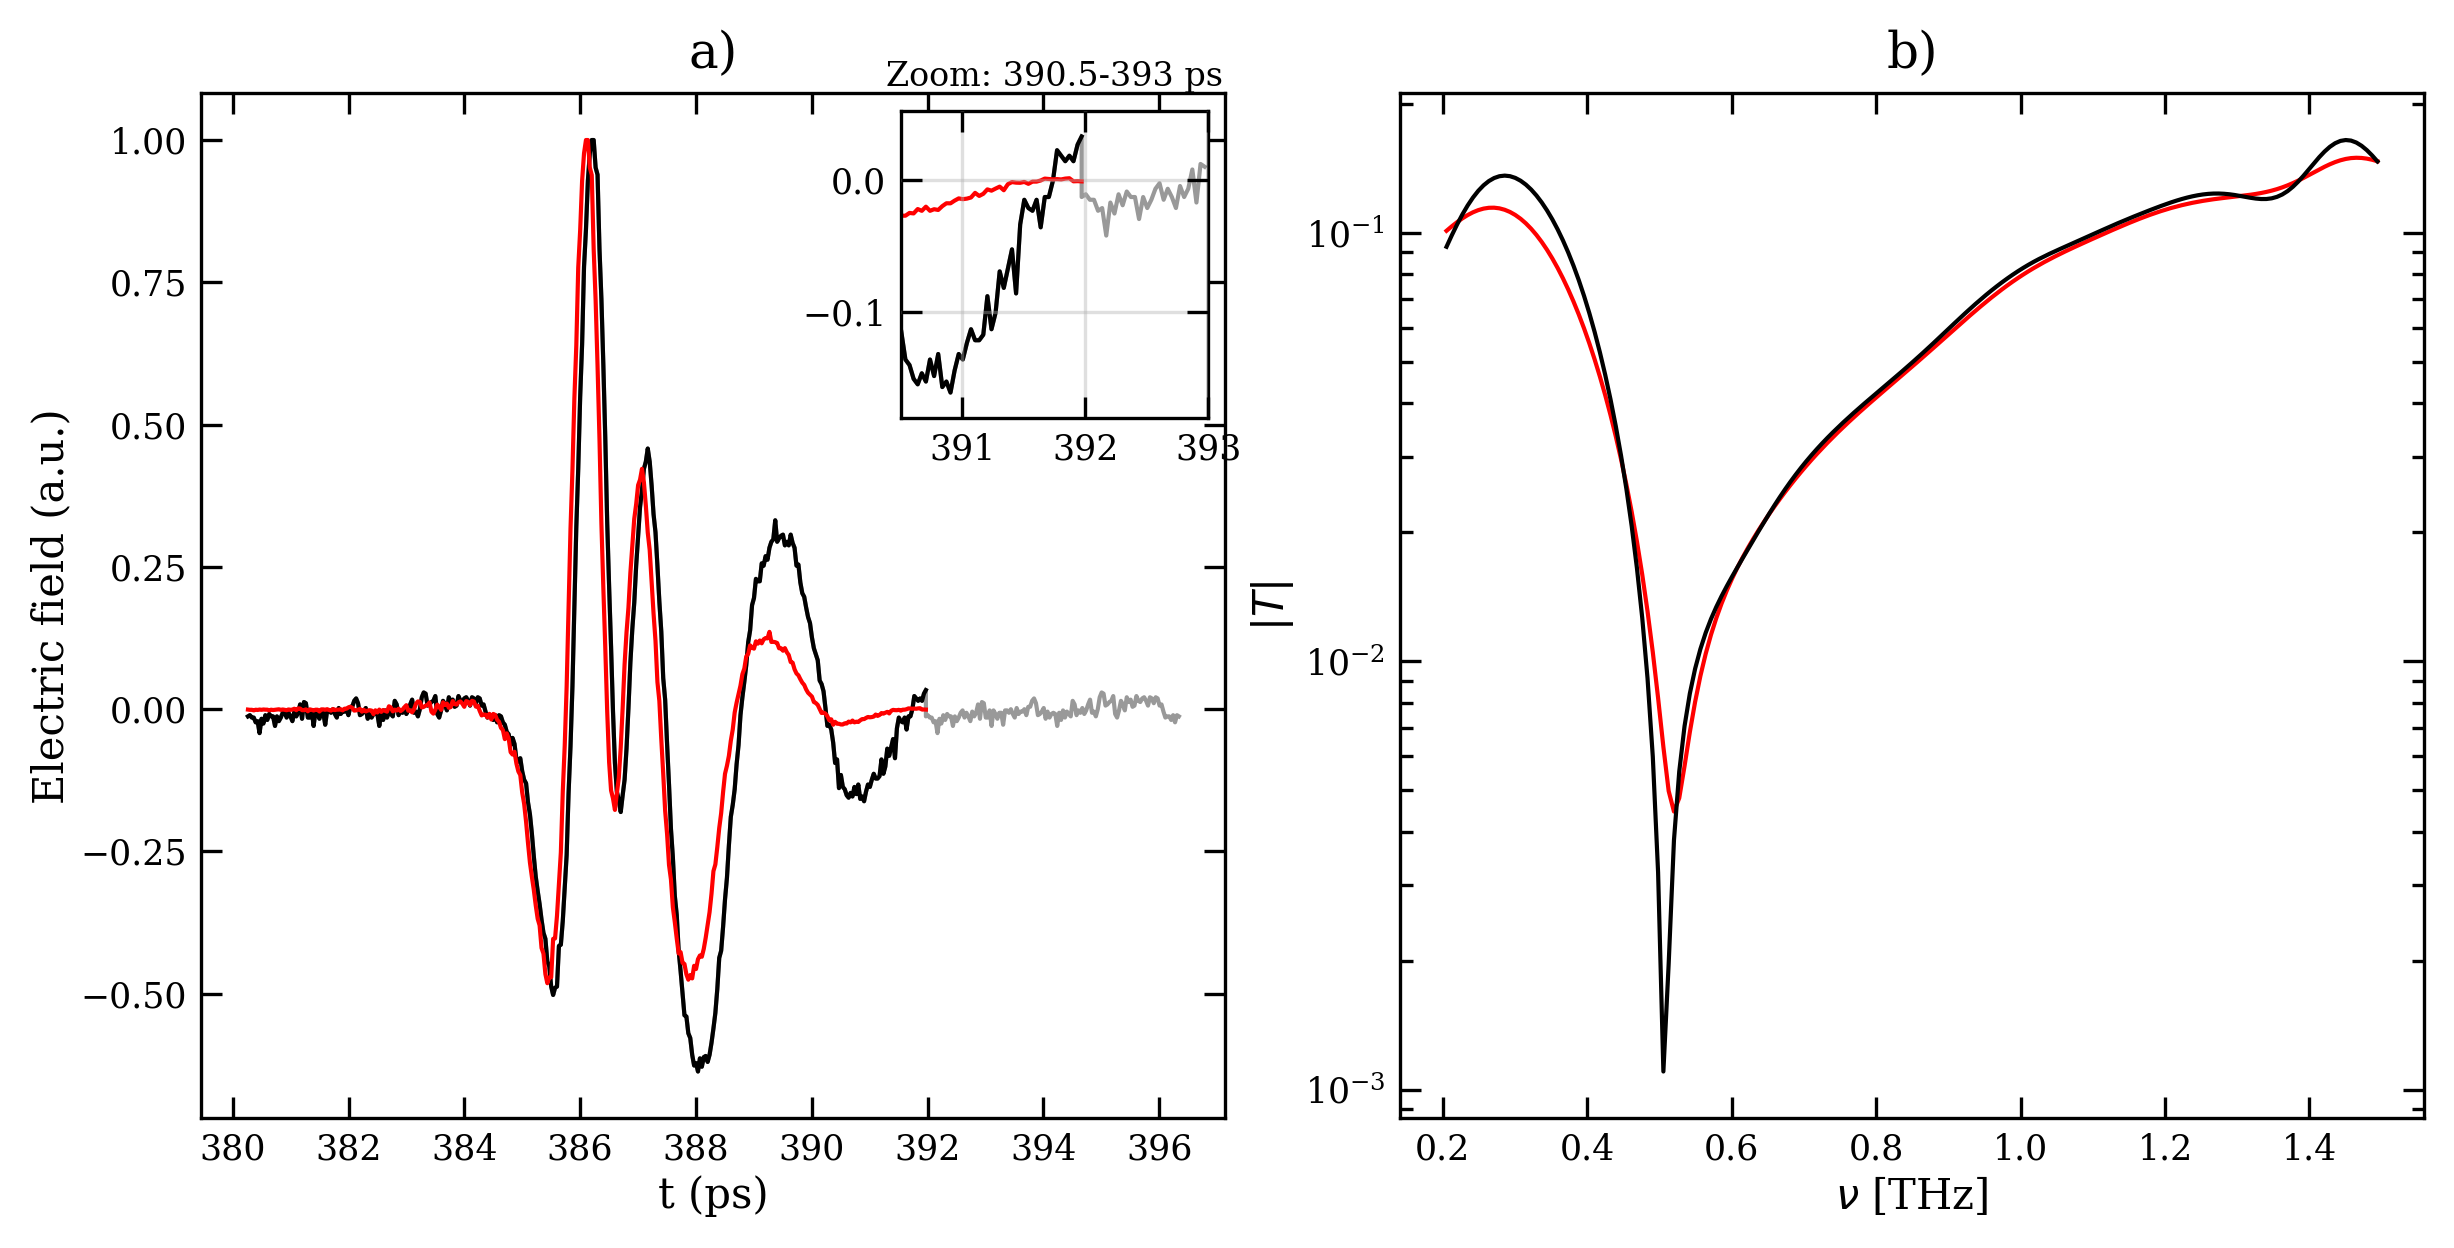 a)
Zoom: 390.5-393 ps
b)
1.00
0.75
0.50
0.25
0.00
−0.25
−0.50
Electric field (a.u.)
0.0
−0.1
391 392 393
380 382 384 386 388 390 392 394 396
t (ps)
10⁻¹
10⁻²
10⁻³
|T|
0.2 0.4 0.6 0.8 1.0 1.2 1.4
ν [THz]